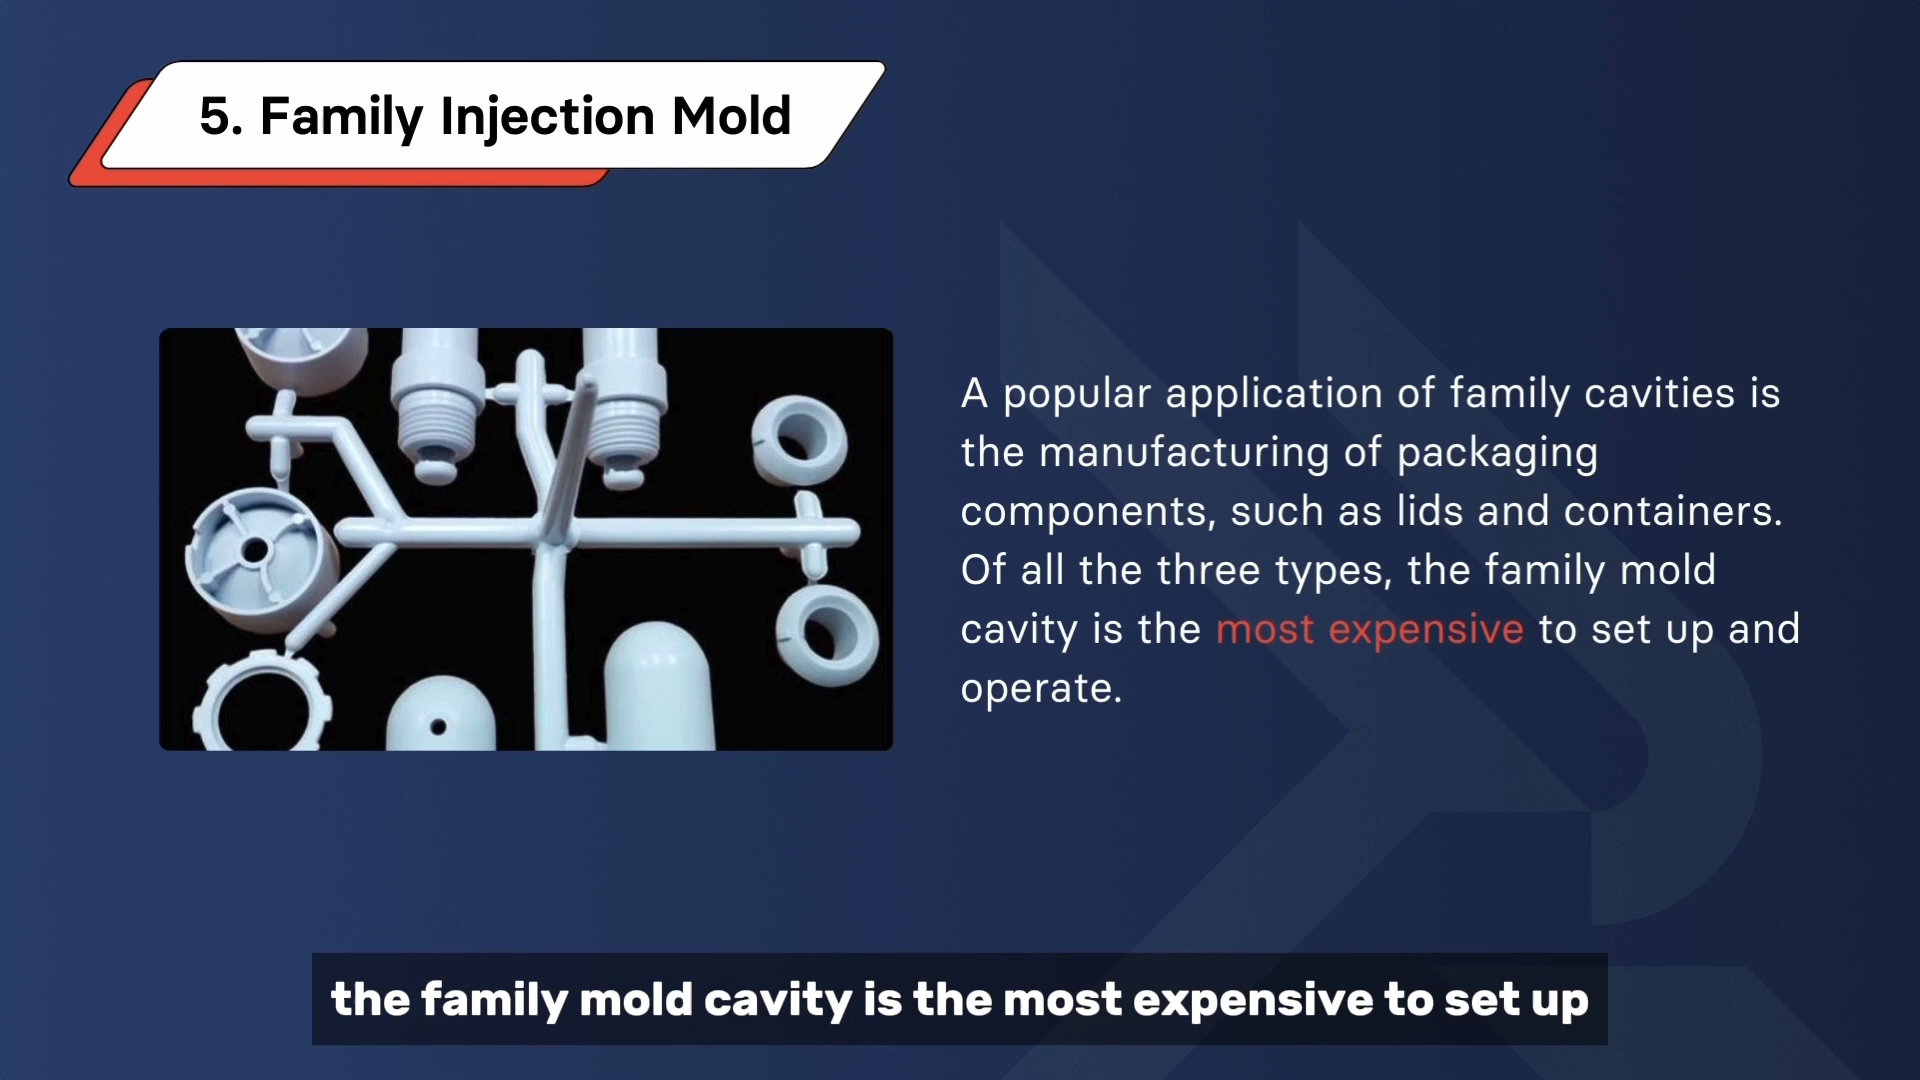 5. Family Injection Mold
A popular application of family cavities is
the manufacturing of packaging
components, such as lids and containers.
Of all the three types, the family mold
cavity is the most expensive to set up and
operate.
the family mold cavity is the most expensive to set up